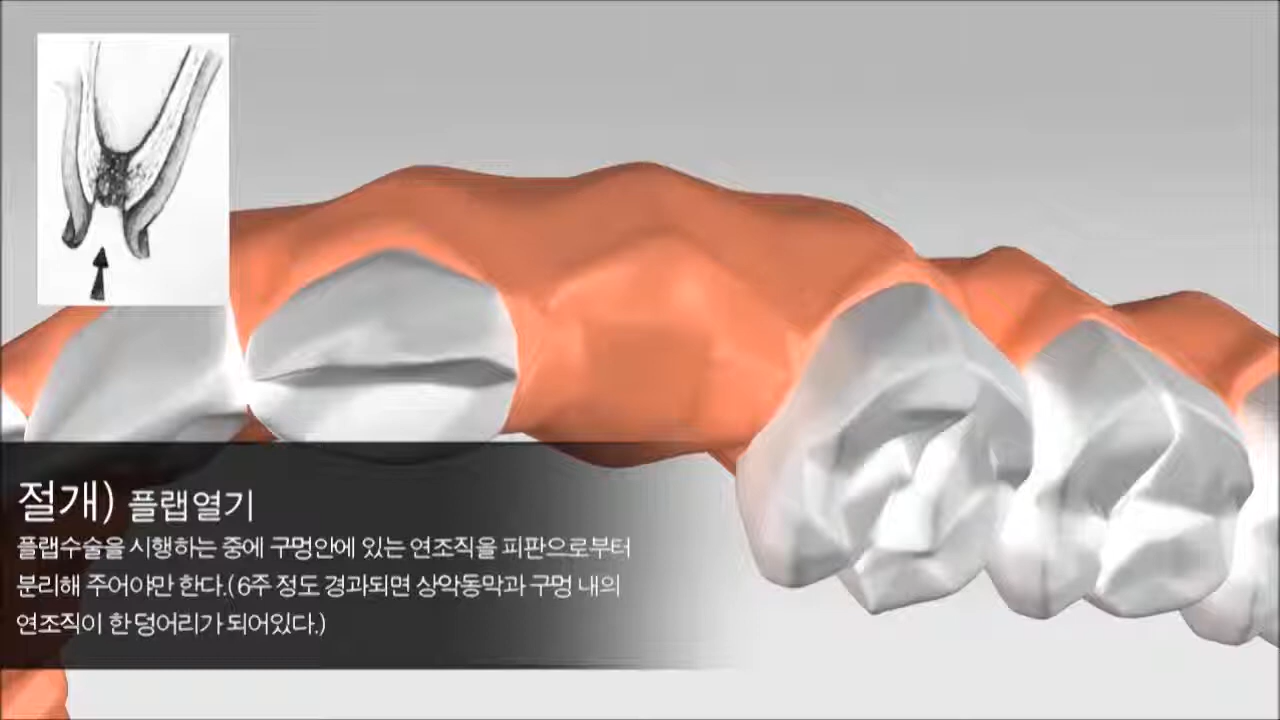 절개) 플랩열기
플랩수술을 시행하는 중에 구멍안에 있는 연조직을 피판으로부터
분리해 주어야만 한다.(6주 정도 경과되면 상악동막과 구멍 내의
연조직이 한 덩어리가 되어있다.)